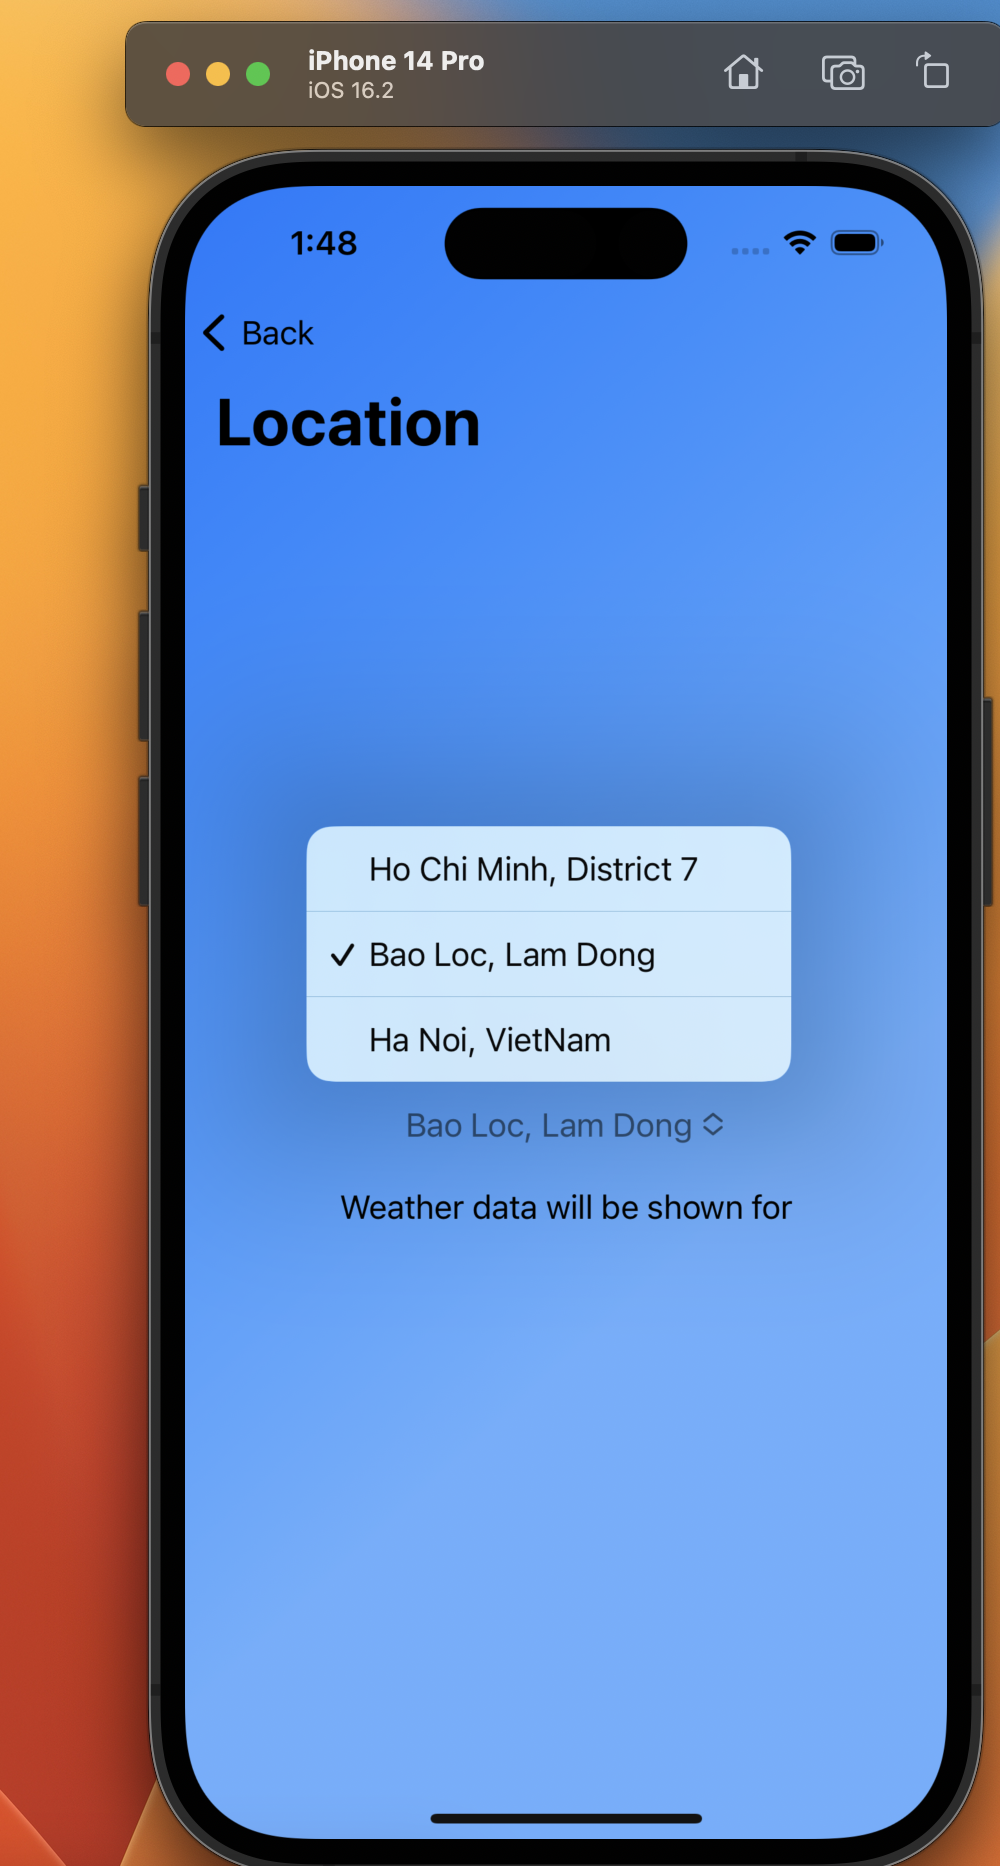 iPhone 14 Pro
iOS 16.2
1:48
Back
Location
Ho Chi Minh, District 7
Bao Loc, Lam Dong
Ha Noi, VietNam
Bao Loc, Lam Dong
Weather data will be shown for